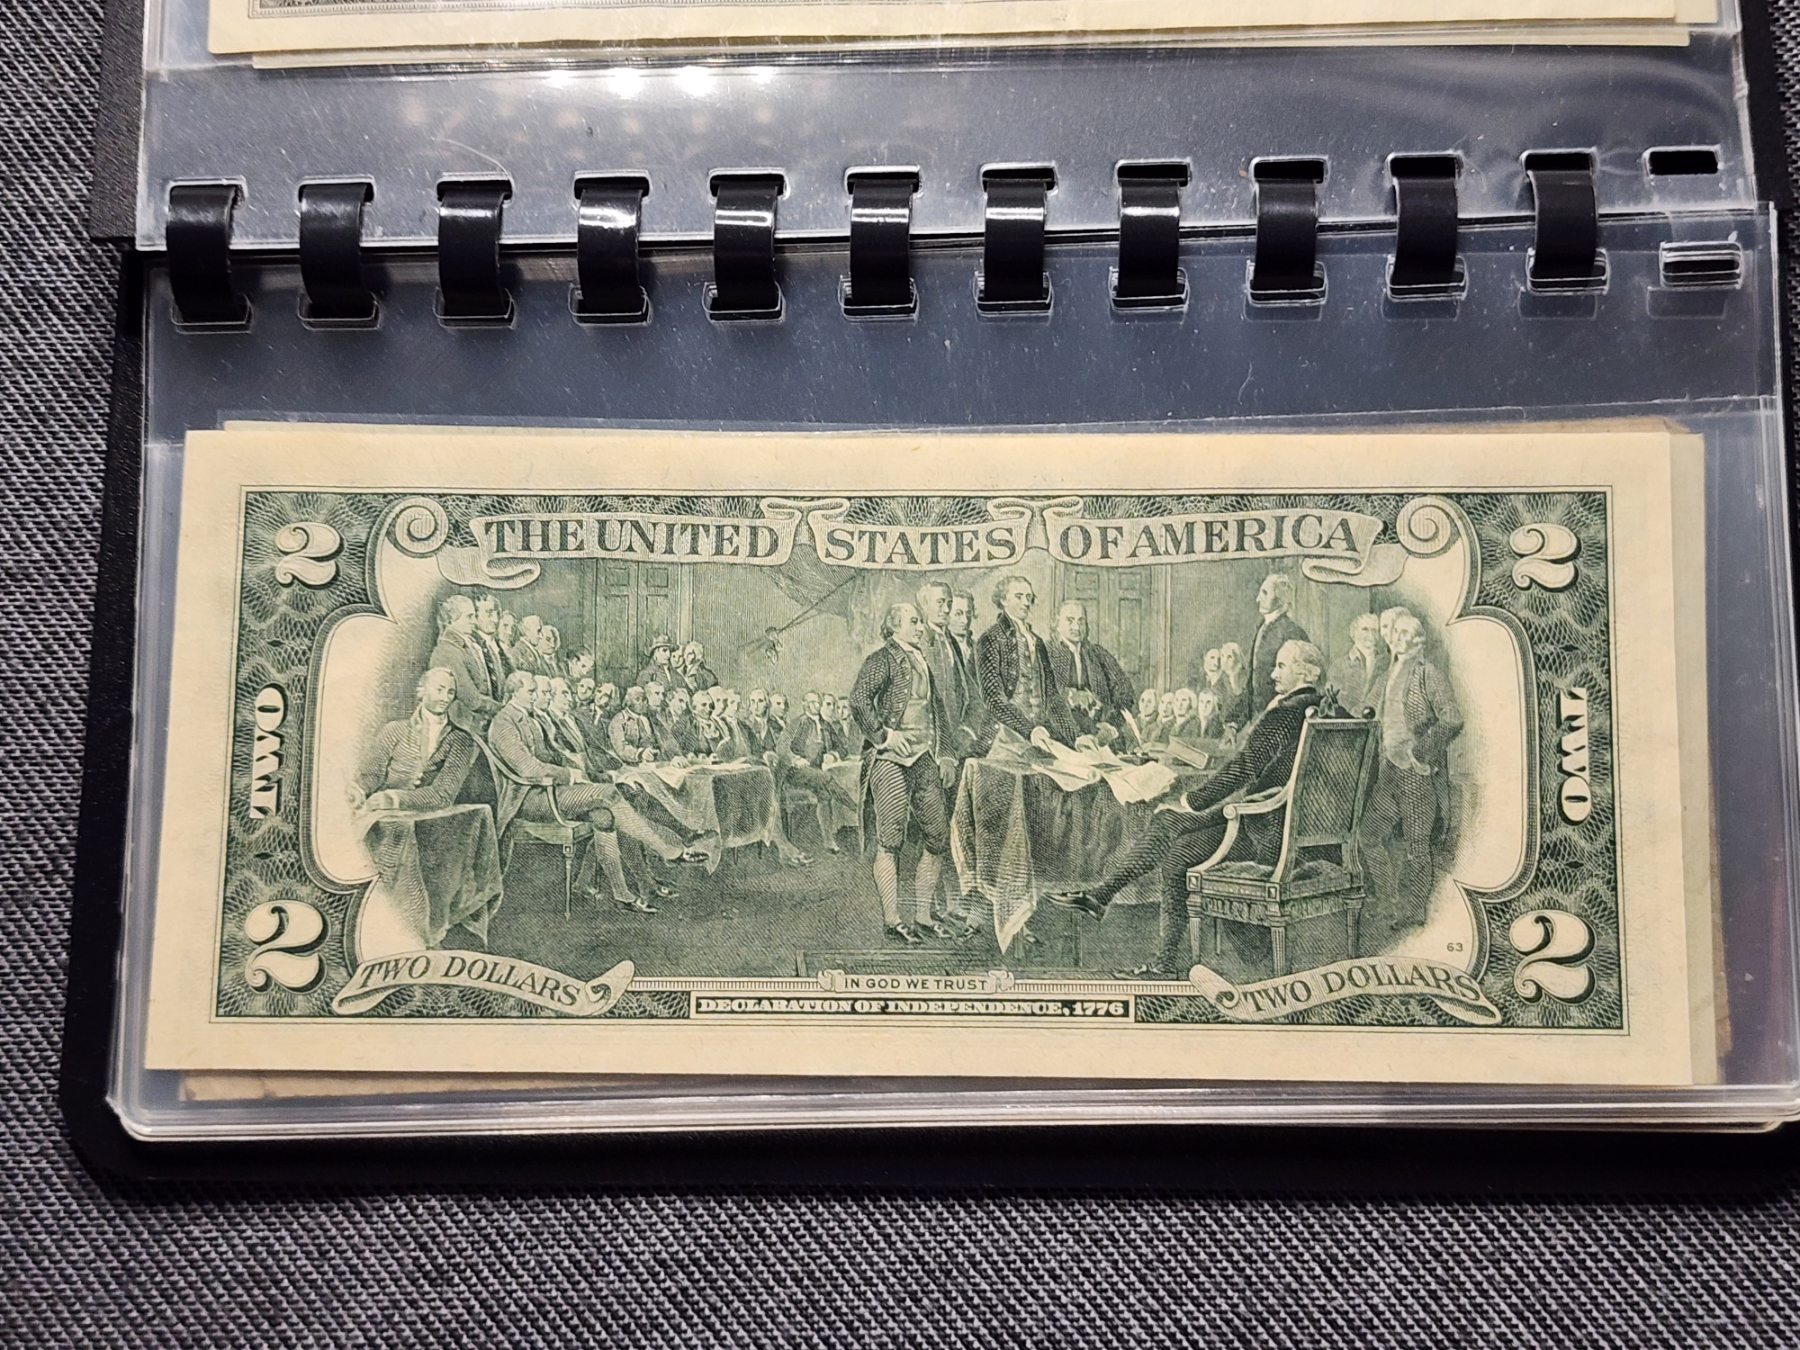 THE UNITED STATES OF AMERICA
2 2
TWO TWO
2 2
63
TWO DOLLARS TWO DOLLARS
IN GOD WE TRUST
DECLARATION OF INDEPENDENCE, 1776